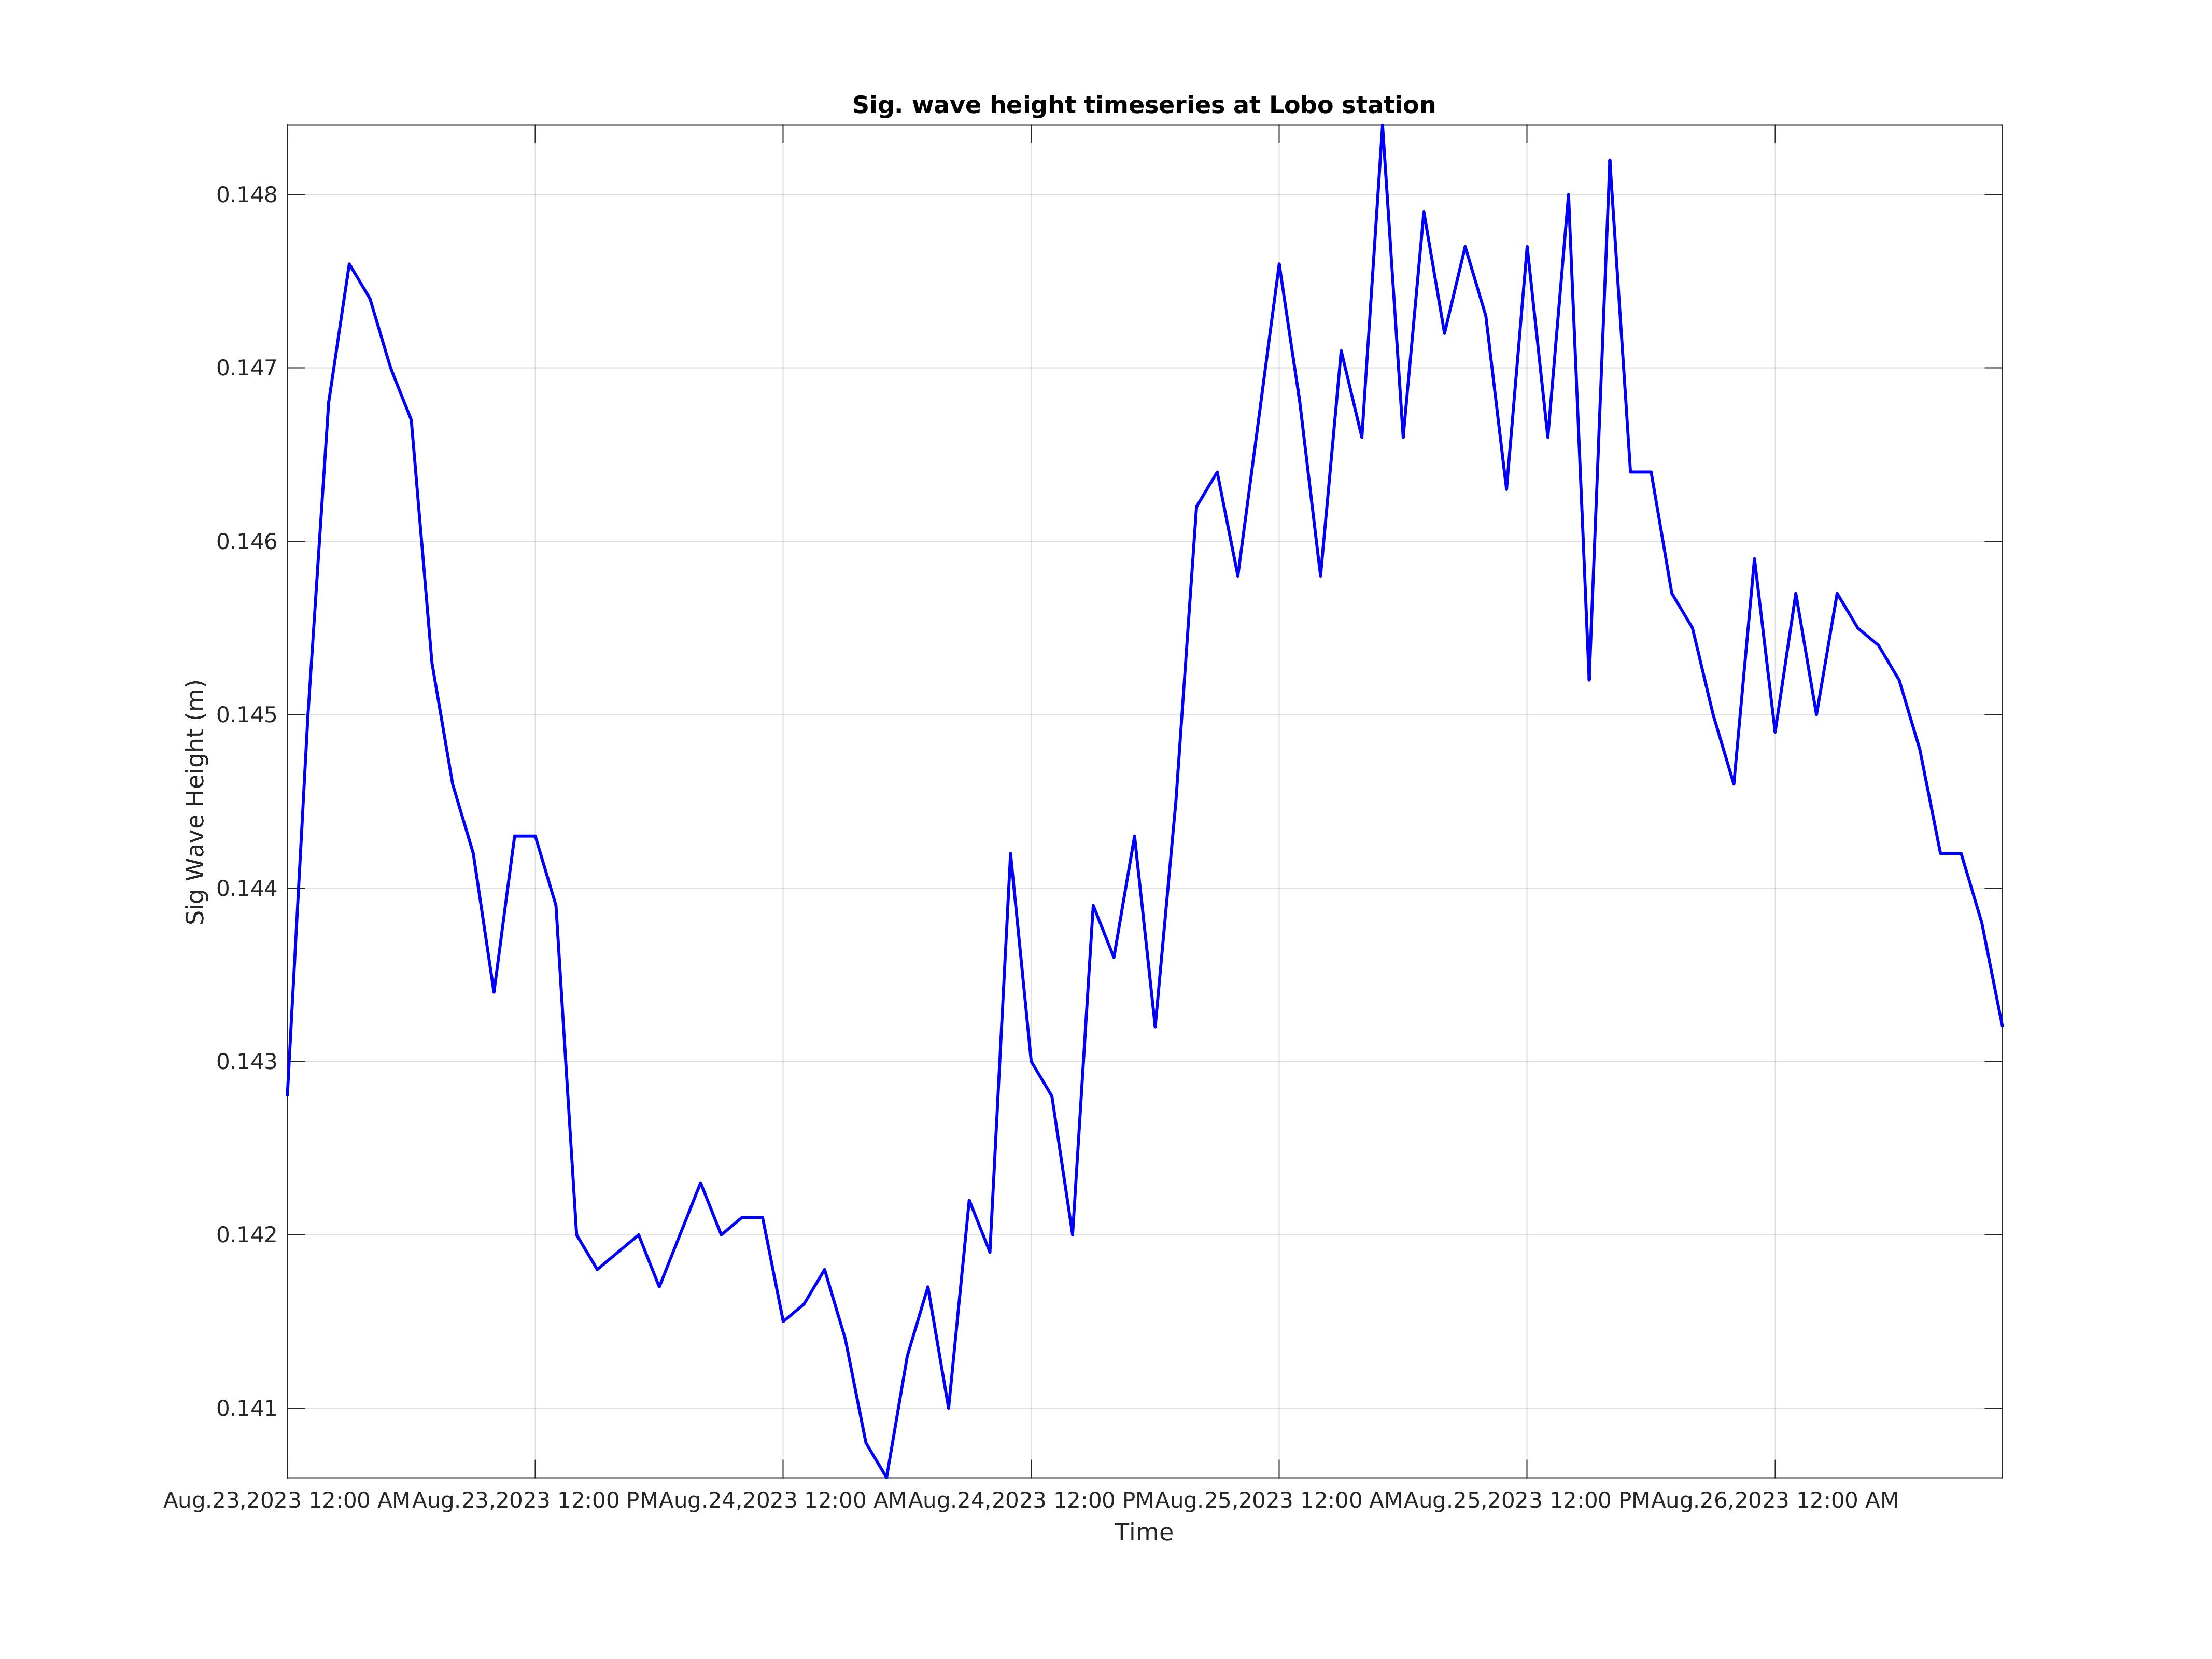 Sig. wave height timeseries at Lobo station
0.148
0.147
0.146
0.145
0.144
0.143
0.142
0.141
Sig Wave Height (m)
Aug.23,2023 12:00 AM Aug.23,2023 12:00 PM Aug.24,2023 12:00 AM Aug.24,2023 12:00 PM Aug.25,2023 12:00 AM Aug.25,2023 12:00 PM Aug.26,2023 12:00 AM
Time